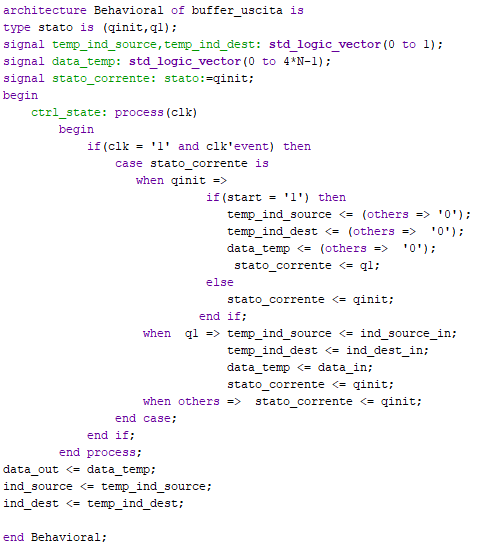 architecture Behavioral of buffer_uscita is
type stato is (qinit,q1);
signal temp_ind_source,temp_ind_dest: std_logic_vector(0 to 1);
signal data_temp: std_logic_vector(0 to 4*N-1);
signal stato_corrente: stato:=qinit;
begin
    ctrl_state: process(clk)
        begin
            if(clk = '1' and clk'event) then
                case stato_corrente is
                   when qinit =>
                             if(start = '1') then
                                temp_ind_source <= (others => '0');
                                temp_ind_dest <= (others =>  '0');
                                data_temp <= (others =>  '0');
                                 stato_corrente <= q1;
                             else
                                stato_corrente <= qinit;
                            end if;
                    when  q1 => temp_ind_source <= ind_source_in;
                                temp_ind_dest <= ind_dest_in;
                                data_temp <= data_in;
                                stato_corrente <= qinit;
                    when others =>  stato_corrente <= qinit;
                end case;
            end if;
        end process;
data_out <= data_temp;
ind_source <= temp_ind_source;
ind_dest <= temp_ind_dest;

end Behavioral;